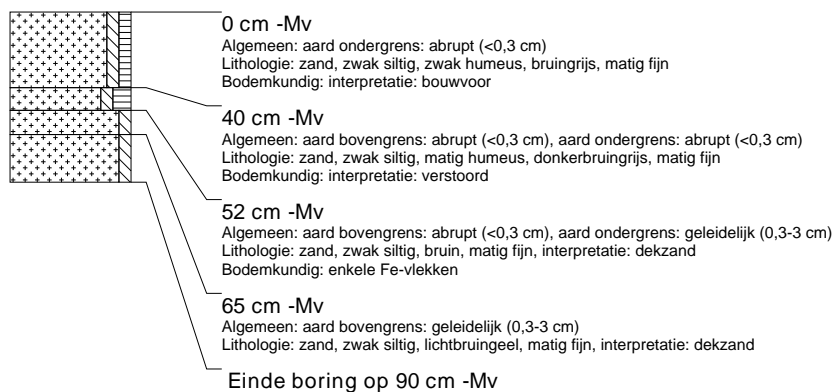 0 cm -Mv
Algemeen: aard ondergrens: abrupt (<0,3 cm)
Lithologie: zand, zwak siltig, zwak humeus, bruingrijs, matig fijn
Bodemkundig: interpretatie: bouwvoor
40 cm -Mv
Algemeen: aard bovengrens: abrupt (<0,3 cm), aard ondergrens: abrupt (<0,3 cm)
Lithologie: zand, zwak siltig, matig humeus, donkerbruingrijs, matig fijn
Bodemkundig: interpretatie: verstoord
52 cm -Mv
Algemeen: aard bovengrens: abrupt (<0,3 cm), aard ondergrens: geleidelijk (0,3-3 cm)
Lithologie: zand, zwak siltig, bruin, matig fijn, interpretatie: dekzand
Bodemkundig: enkele Fe-vlekken
65 cm -Mv
Algemeen: aard bovengrens: geleidelijk (0,3-3 cm)
Lithologie: zand, zwak siltig, lichtbruingeel, matig fijn, interpretatie: dekzand
Einde boring op 90 cm -Mv